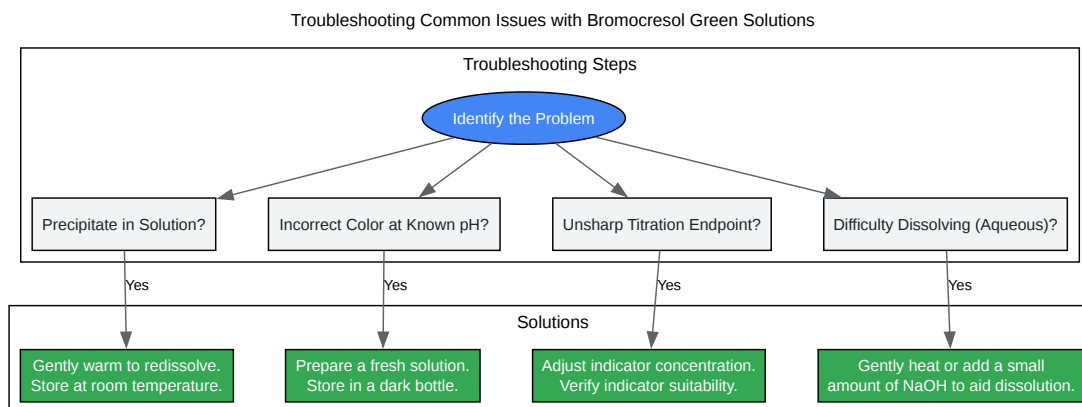 Troubleshooting Common Issues with Bromocresol Green Solutions
Troubleshooting Steps
Identify the Problem
Precipitate in Solution?
Incorrect Color at Known pH?
Unsharp Titration Endpoint?
Difficulty Dissolving (Aqueous)?
Yes
Yes
Yes
Yes
Solutions
Gently warm to redissolve.
Store at room temperature.
Prepare a fresh solution.
Store in a dark bottle.
Adjust indicator concentration.
Verify indicator suitability.
Gently heat or add a small
amount of NaOH to aid dissolution.